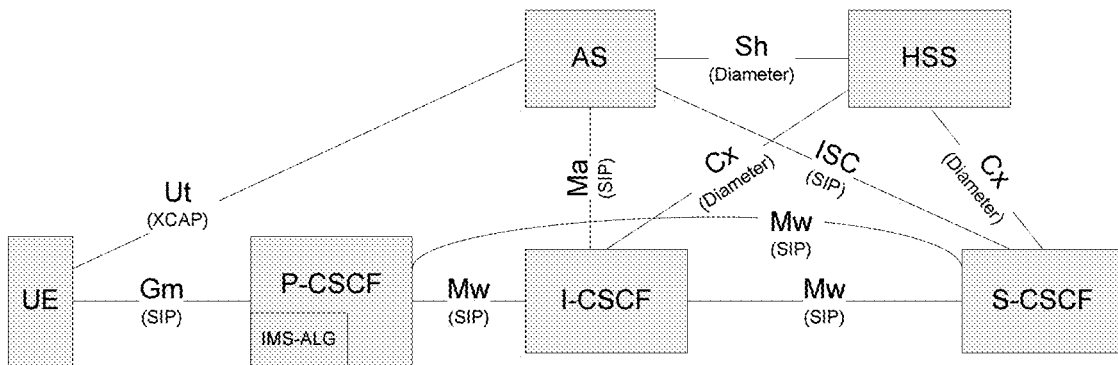 AS
Sh
(Diameter)
HSS
Ut
(XCAP)
Ma
(SIP)
Cx
(Diameter)
ISC
(SIP)
Cx
(Diameter)
Mw
(SIP)
UE
Gm
(SIP)
P-CSCF
IMS-ALG
Mw
(SIP)
I-CSCF
Mw
(SIP)
S-CSCF